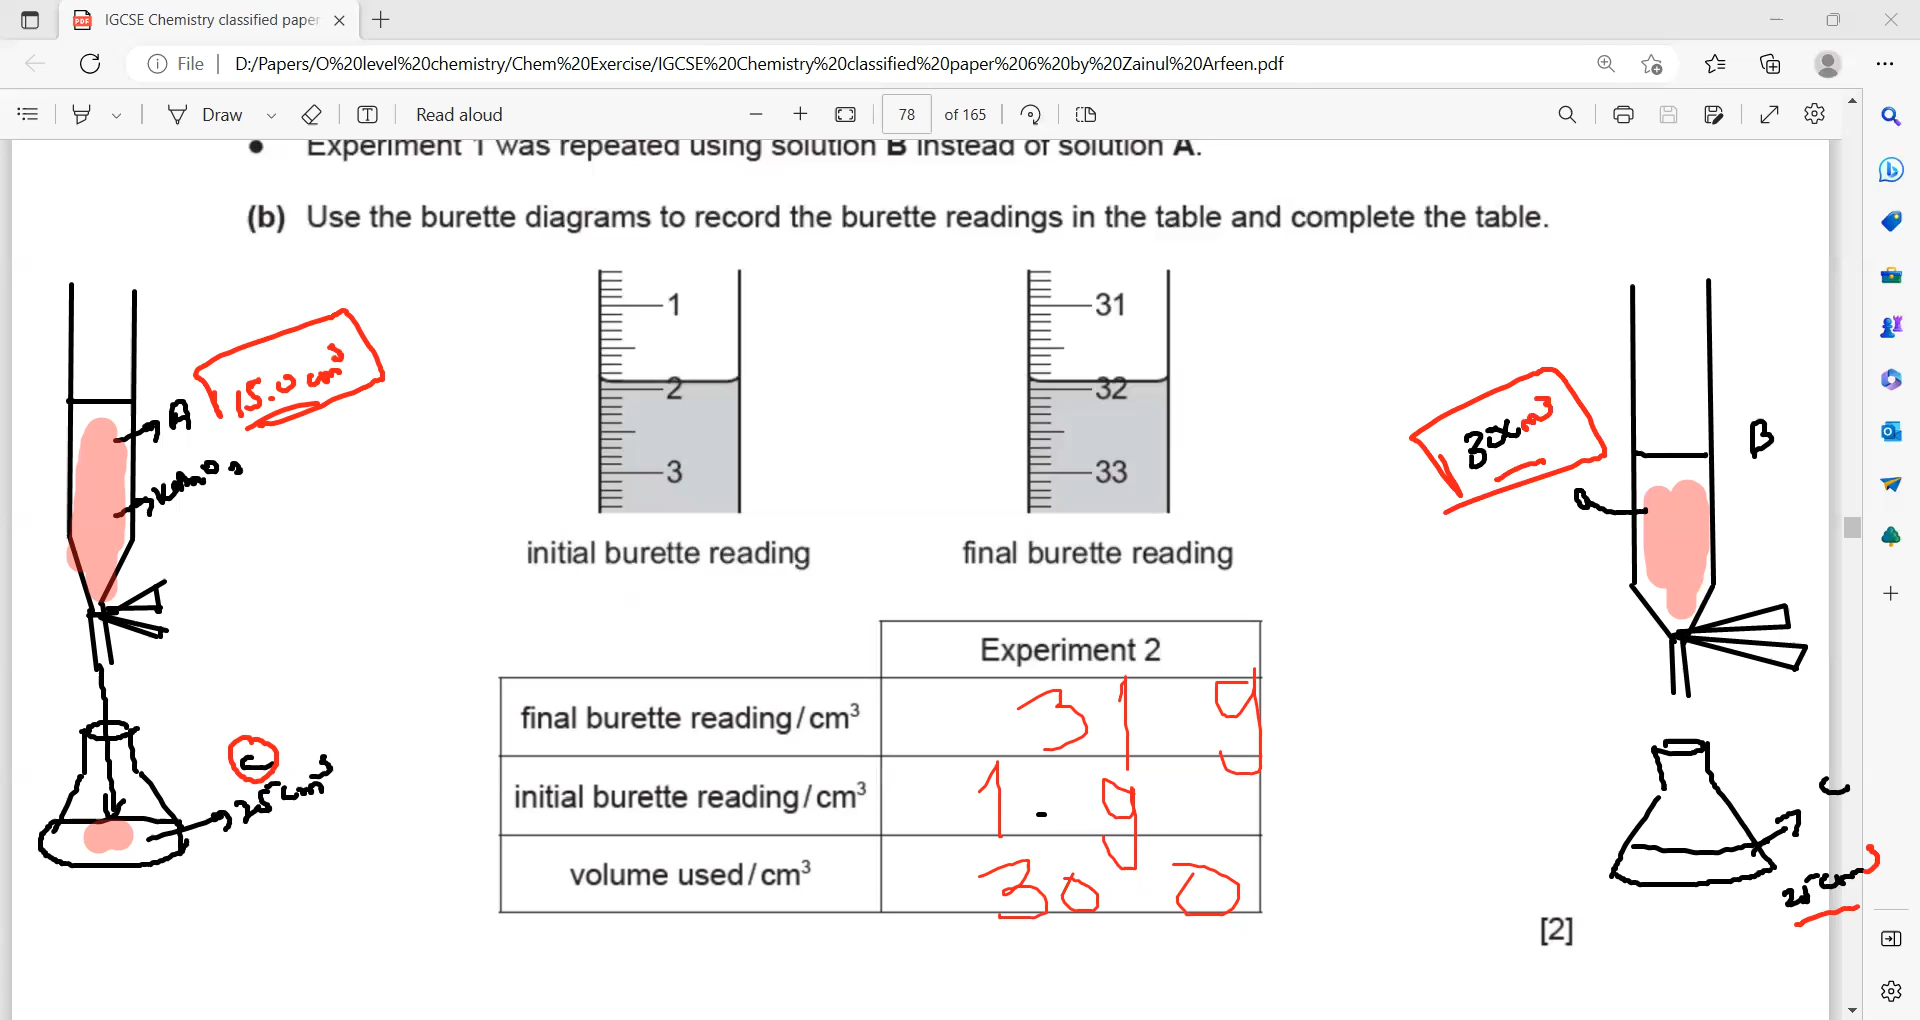 IGCSE Chemistry classified paper
File
D:/Papers/O%20level%20chemistry/Chem%20Exercise/IGCSE%20Chemistry%20classified%20paper%206%20by%20Zainul%20Arfeen.pdf
Draw
Read aloud
78 of 165
• Experiment 1 was repeated using solution B instead of solution A.
(b) Use the burette diagrams to record the burette readings in the table and complete the table.
1
2
3
31
32
33
initial burette reading
final burette reading
15.0 cm³
A
B
Experiment 2
final burette reading/cm³ 31 9
initial burette reading/cm³ 1.9
volume used/cm³ 30 0
C
25 cm³
C
25 cm³
[2]